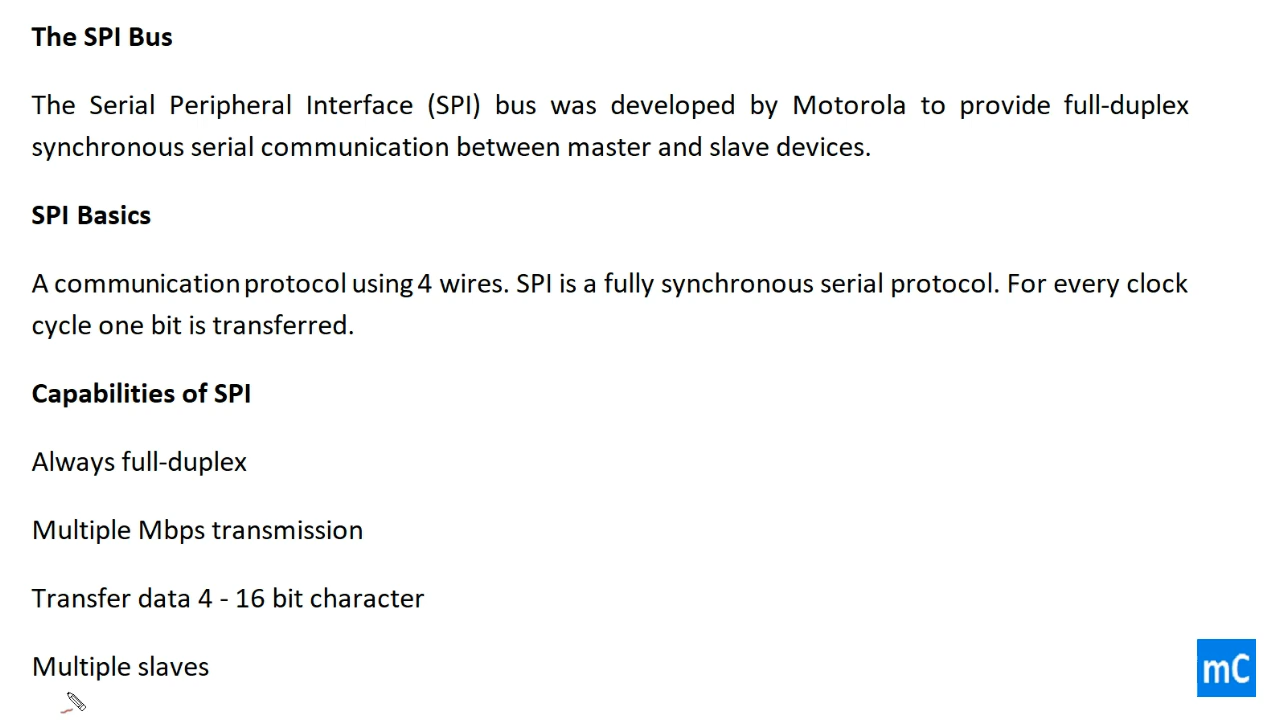 The SPI Bus
The Serial Peripheral Interface (SPI) bus was developed by Motorola to provide full-duplex
synchronous serial communication between master and slave devices.
SPI Basics
A communication protocol using 4 wires. SPI is a fully synchronous serial protocol. For every clock
cycle one bit is transferred.
Capabilities of SPI
Always full-duplex
Multiple Mbps transmission
Transfer data 4 - 16 bit character
Multiple slaves
mC